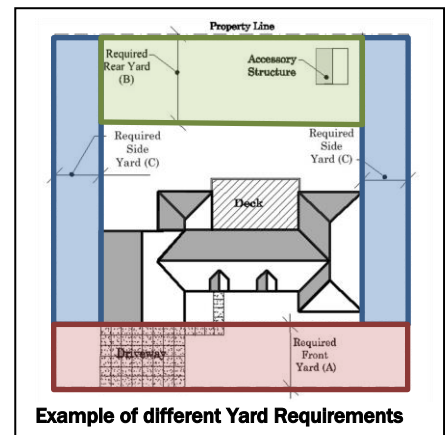 Property Line
Required
Rear Yard
(B)
Accessory
Structure
Required
Side
Yard (C)
Required
Side
Yard (C)
Deck
Driveway
Required
Front
Yard (A)
Example of different Yard Requirements